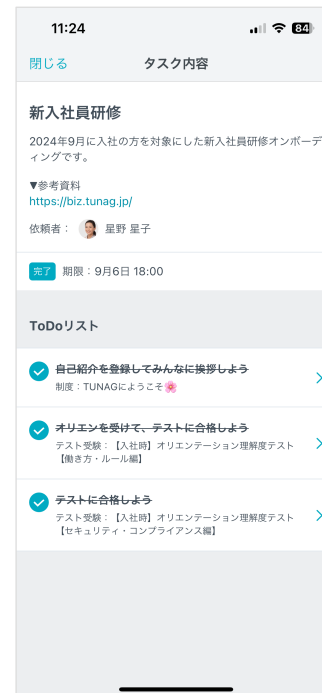 11:24
84
閉じる
タスク内容
新入社員研修
2024年9月に入社の方を対象にした新入社員研修オンボーデ
ィングです。
▼参考資料
https://biz.tunag.jp/
依頼者： 星野 星子
完了 期限：9月6日 18:00
ToDoリスト
自己紹介を登録してみんなに挨拶しよう
制度：TUNAGにようこそ🌸
オリエンを受けて、テストに合格しよう
テスト受験：【入社時】オリエンテーション理解度テスト
【働き方・ルール編】
テストに合格しよう
テスト受験：【入社時】オリエンテーション理解度テスト
【セキュリティ・コンプライアンス編】